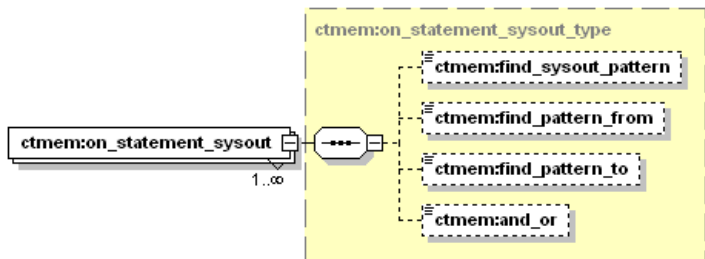 ctmem:on_statement_sysout_type
ctmem:find_sysout_pattern
ctmem:find_pattern_from
ctmem:on_statement_sysout
ctmem:find_pattern_to
1..∞
ctmem:and_or